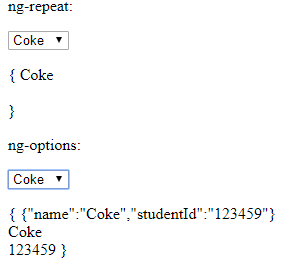 ng-repeat:
Coke
{ Coke
}
ng-options:
Coke
{ {"name":"Coke","studentId":"123459"}
Coke
123459 }